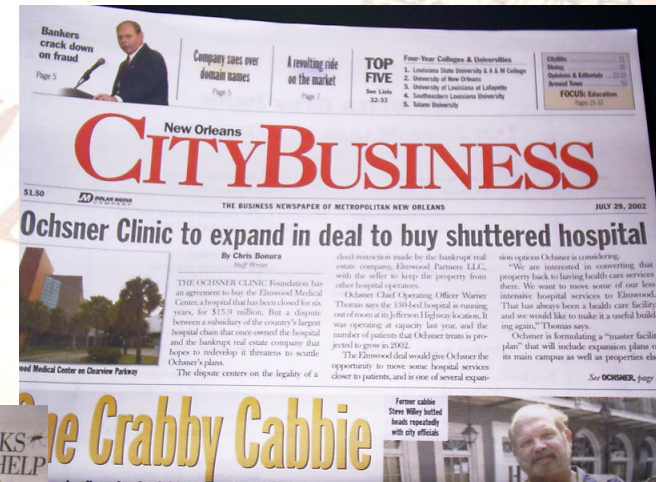 Bankers
crack down
on fraud
Page 5
Company sues over
domain names
Page 5
A revolting ride
on the market
Page 7
TOP
FIVE
See Lists
32-33
Four-Year Colleges & Universities
1. Louisiana State University & A & M College
2. University of New Orleans
3. University of Louisiana at Lafayette
4. Southeastern Louisiana University
5. Tulane University
CityBits
Dining
Opinions & Editorials 22-23
Around Town
FOCUS: Education
Pages 25-33
New Orleans
CITYBUSINESS
$1.50
DOLAN MEDIA
COMPANY
THE BUSINESS NEWSPAPER OF METROPOLITAN NEW ORLEANS
JULY 29, 2002
Ochsner Clinic to expand in deal to buy shuttered hospital
By Chris Bonura
Staff Writer
THE OCHSNER CLINIC Foundation has
an agreement to buy the Elmwood Medical
Center, a hospital that has been closed for six
years, for $15.9 million. But a dispute
between a subsidiary of the country's largest
hospital chain that once owned the hospital
and the bankrupt real estate company that
hopes to redevelop it threatens to scuttle
Ochsner's plans.
The dispute centers on the legality of a
deed restriction made by the bankrupt real
estate company, Elmwood Partners LLC,
with the seller to keep the property from
other hospital operators.
Ochsner Chief Operating Officer Warner
Thomas says the 130-bed hospital is running
out of room at its Jefferson Highway location. It
was operating at capacity last year, and the
number of patients that Ochsner treats is pro-
jected to grow in 2002.
The Elmwood deal would give Ochsner the
opportunity to move some hospital services
closer to patients, and is one of several expan-
sion options Ochsner is considering.
"We are interested in converting that
property back to having health care services
there. We want to move some of our less
intensive hospital services to Elmwood.
That has always been a health care facility
and we would like to make it a useful build-
ing again," Thomas says.
Ochsner is formulating a "master facilit
plan" that will include expansion plans
its main campus as well as properties els
See OCHSNER, page
ood Medical Center on Clearview Parkway
ne Crabby Cabbie
Former cabbie
Steve Willey butted
heads repeatedly
with city officials
KS
HELP